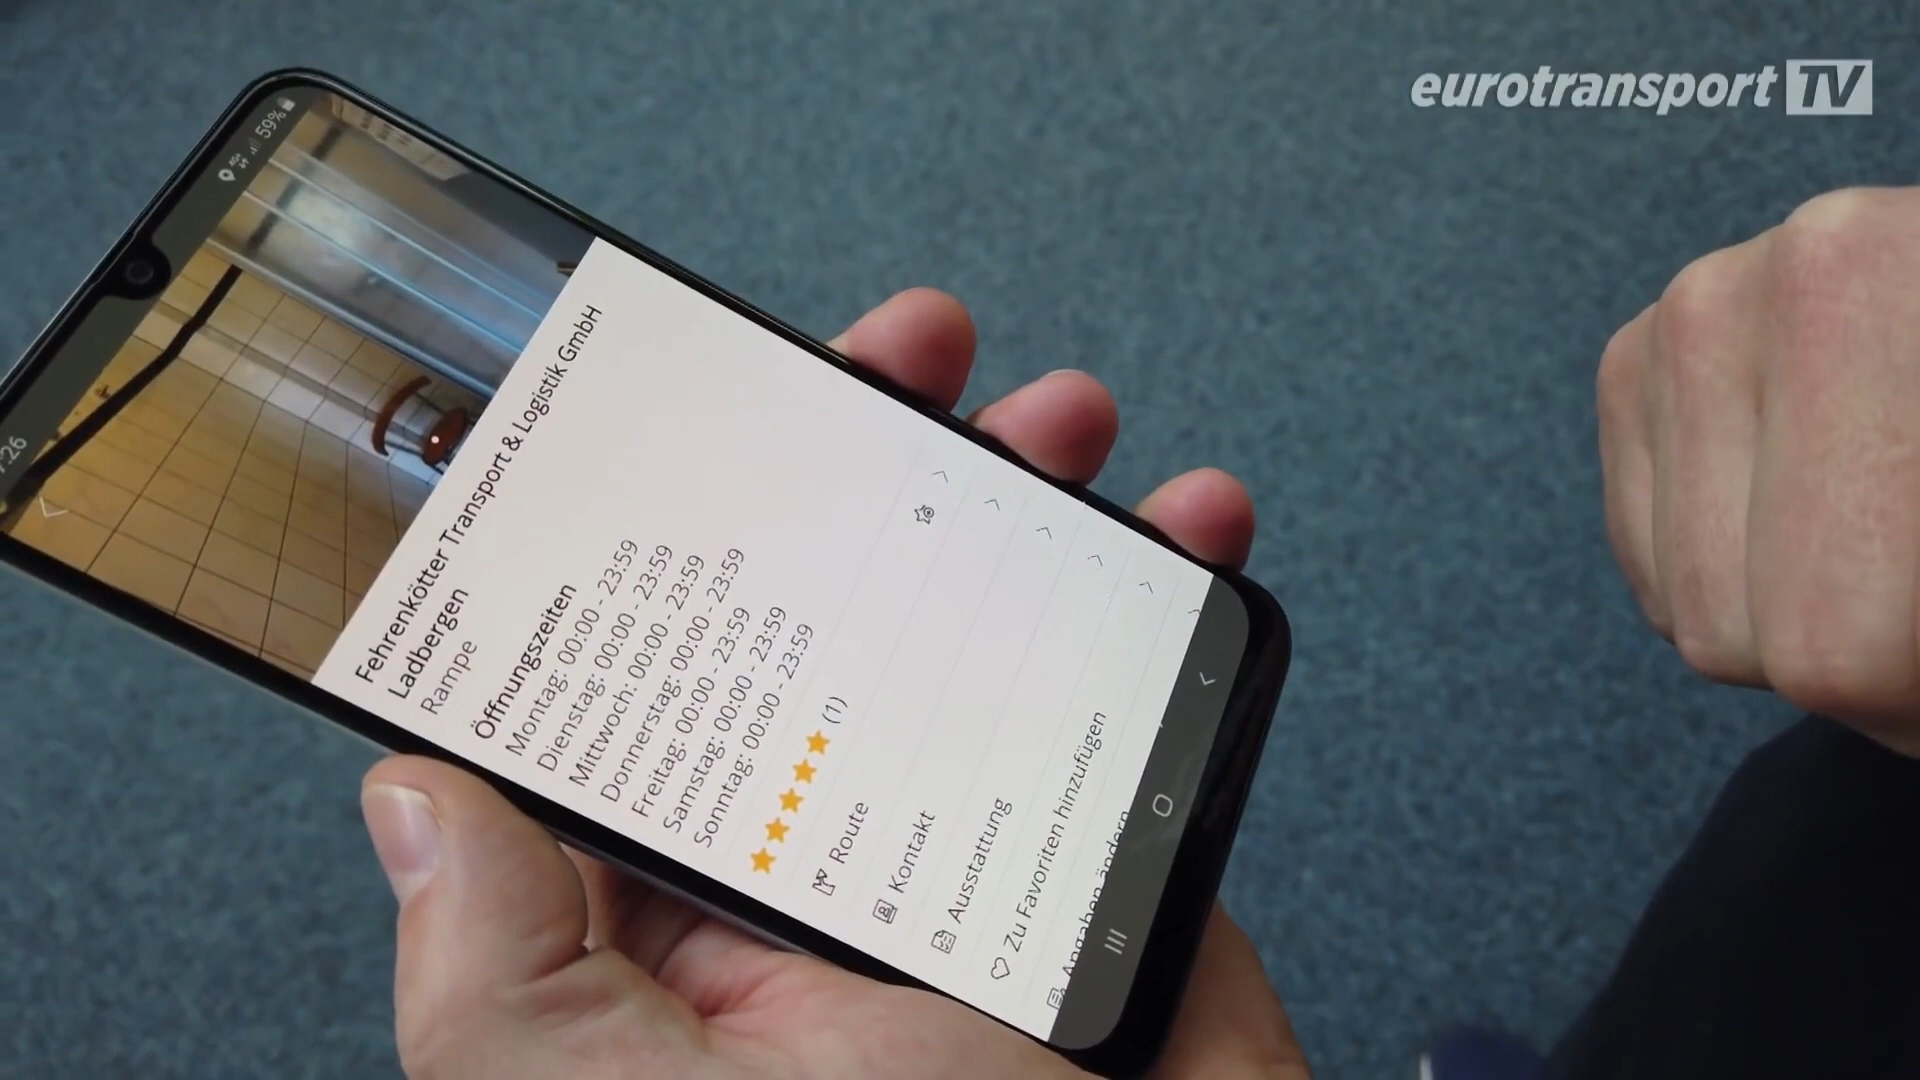 eurotransport TV
59%
Fehrenkötter Transport & Logistik GmbH
Ladbergen
Rampe
Öffnungszeiten
Montag: 00:00 - 23:59
Dienstag: 00:00 - 23:59
Mittwoch: 00:00 - 23:59
Donnerstag: 00:00 - 23:59
Freitag: 00:00 - 23:59
Samstag: 00:00 - 23:59
Sonntag: 00:00 - 23:59
(1)
Route
Kontakt
Ausstattung
Zu Favoriten hinzufügen
Angaben ändern